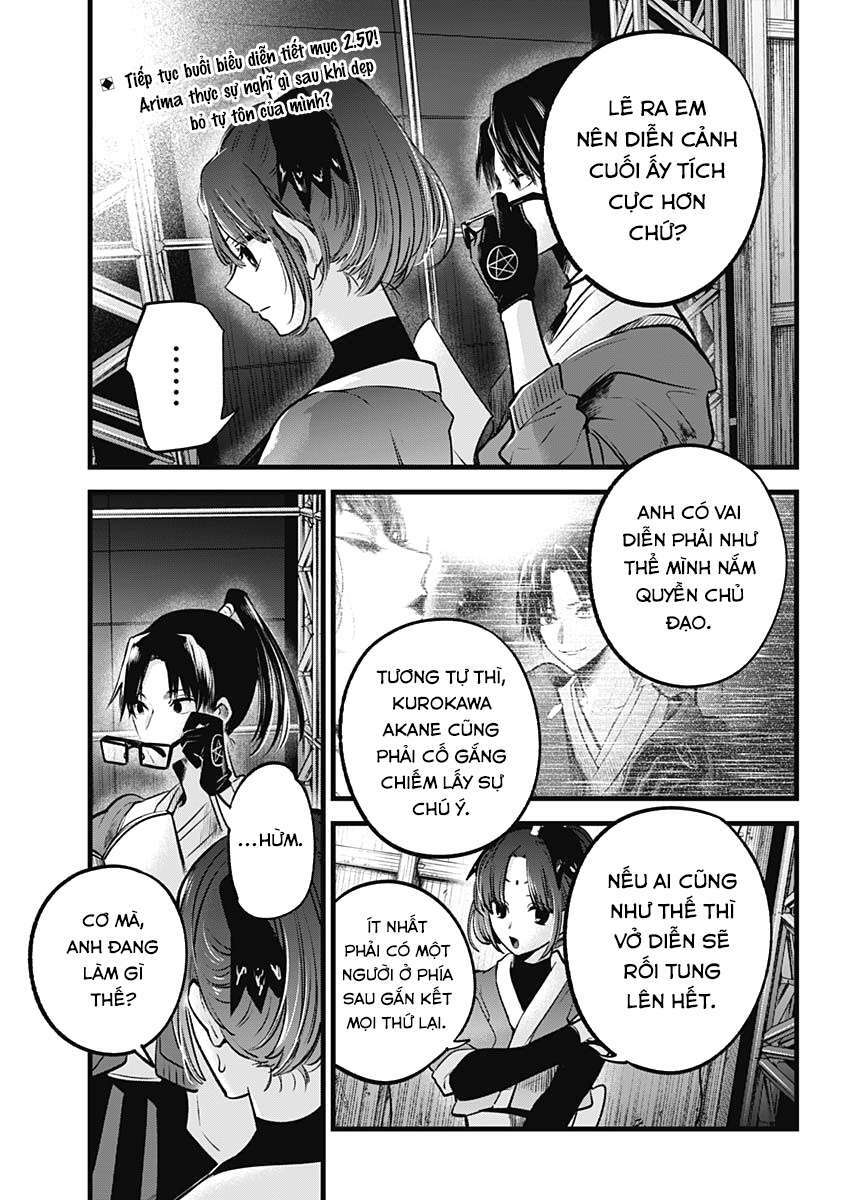 Tiếp tục buổi biểu diễn tiết mục 2.5D!
Arima thực sự nghĩ gì sau khi dẹp
bỏ tự tôn của mình?
LẼ RA EM
NÊN DIỄN CẢNH
CUỐI ẤY TÍCH
CỰC HƠN
CHỨ?
......
ANH CÓ VAI
DIỄN PHẢI NHƯ
THỂ MÌNH NẮM
QUYỀN CHỦ
ĐẠO.
TƯƠNG TỰ THÌ,
KUROKAWA
AKANE CŨNG
PHẢI CỐ GẮNG
CHIẾM LẤY SỰ
CHÚ Ý.
NẾU AI CŨNG
NHƯ THẾ THÌ
VỞ DIỄN SẼ
RỐI TUNG
LÊN HẾT.
ÍT NHẤT
PHẢI CÓ MỘT
NGƯỜI Ở PHÍA
SAU GẮN KẾT
MỌI THỨ LẠI.
...HỪM.
CƠ MÀ,
ANH ĐANG
LÀM GÌ
THẾ?